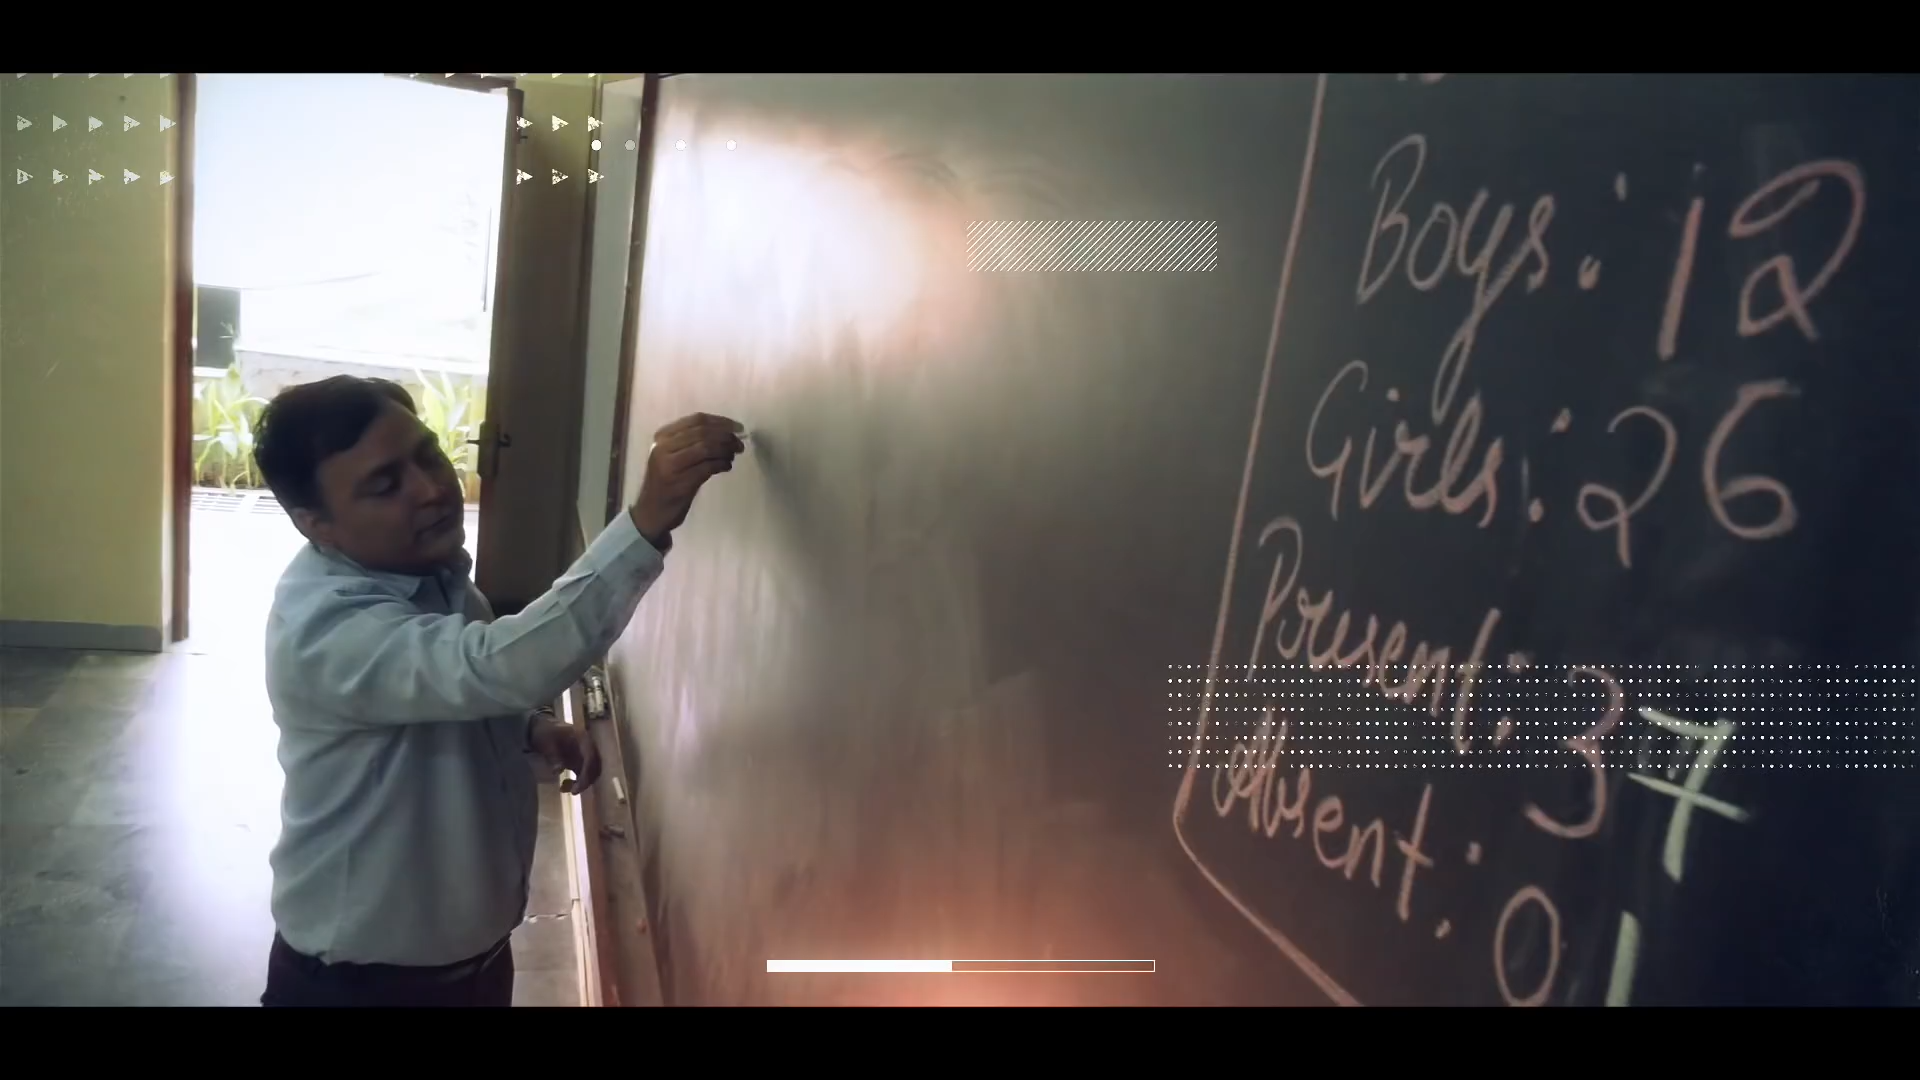 Boys : 12
Girls : 26
Present : 37
Absent : 01